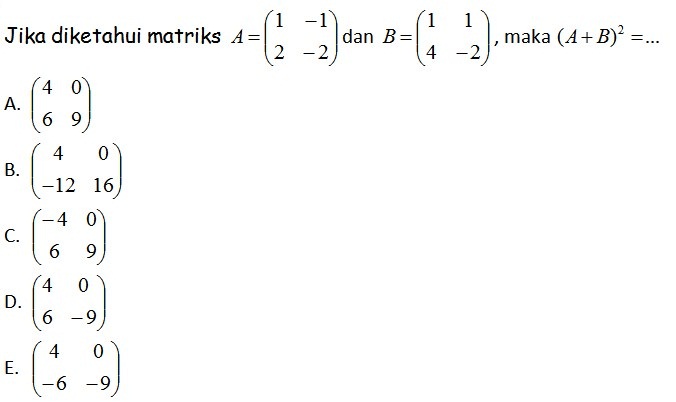 Jika diketahui matriks $A=\begin{pmatrix}1 & -1\\2 & -2\end{pmatrix}$ dan $B=\begin{pmatrix}1 & 1\\4 & -2\end{pmatrix}$, maka $(A+B)^2=...$
A. $\begin{pmatrix}4 & 0\\6 & 9\end{pmatrix}$
B. $\begin{pmatrix}4 & 0\\-12 & 16\end{pmatrix}$
C. $\begin{pmatrix}-4 & 0\\6 & 9\end{pmatrix}$
D. $\begin{pmatrix}4 & 0\\6 & -9\end{pmatrix}$
E. $\begin{pmatrix}4 & 0\\-6 & -9\end{pmatrix}$